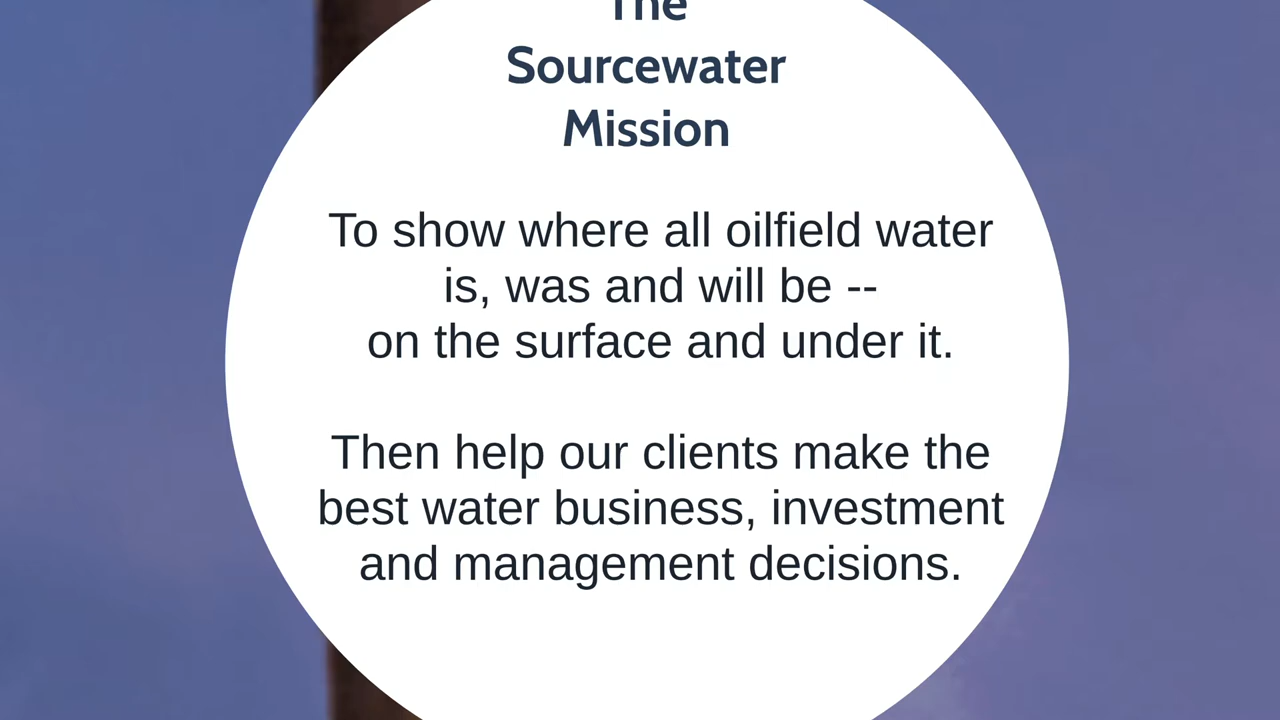 The
Sourcewater
Mission
To show where all oilfield water
is, was and will be --
on the surface and under it.
Then help our clients make the
best water business, investment
and management decisions.